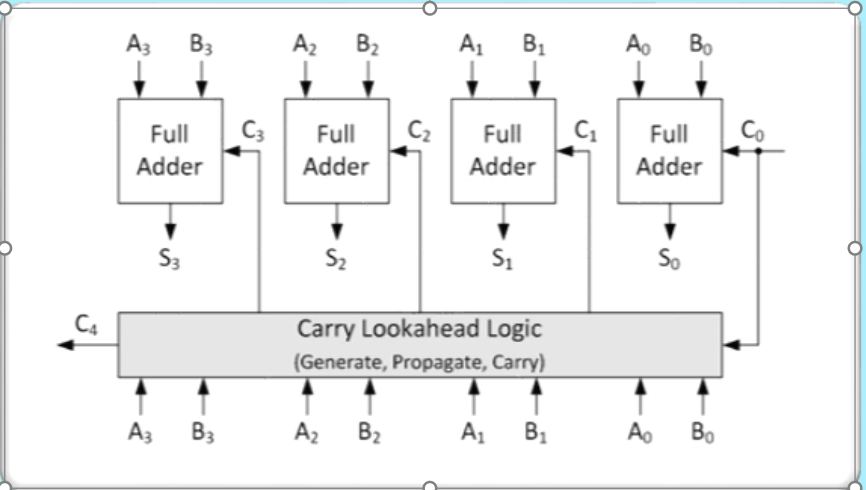 A₃ B₃ A₂ B₂ A₁ B₁ A₀ B₀
Full Adder C₃ Full Adder C₂ Full Adder C₁ Full Adder C₀
S₃ S₂ S₁ S₀
C₄
Carry Lookahead Logic
(Generate, Propagate, Carry)
A₃ B₃ A₂ B₂ A₁ B₁ A₀ B₀